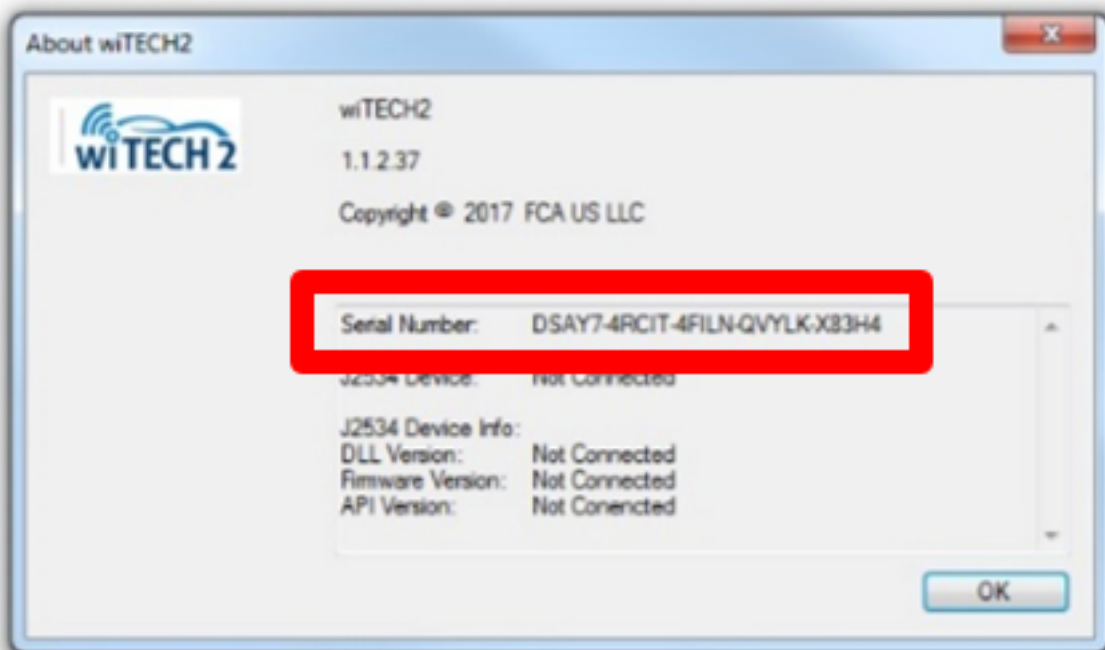 About wiTECH2
wiTECH 2
wiTECH2
1.1.2.37
Copyright © 2017 FCA US LLC
Serial Number: DSAY7-4RCIT-4FILN-QVYLK-X83H4
J2534 Device: Not Connected
J2534 Device Info:
DLL Version: Not Connected
Firmware Version: Not Connected
API Version: Not Conencted
OK